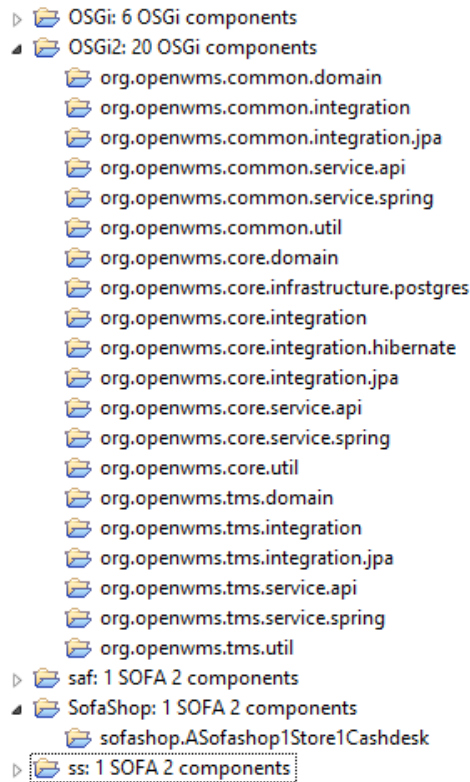 OSGi: 6 OSGi components
OSGi2: 20 OSGi components
org.openwms.common.domain
org.openwms.common.integration
org.openwms.common.integration.jpa
org.openwms.common.service.api
org.openwms.common.service.spring
org.openwms.common.util
org.openwms.core.domain
org.openwms.core.infrastructure.postgres
org.openwms.core.integration
org.openwms.core.integration.hibernate
org.openwms.core.integration.jpa
org.openwms.core.service.api
org.openwms.core.service.spring
org.openwms.core.util
org.openwms.tms.domain
org.openwms.tms.integration
org.openwms.tms.integration.jpa
org.openwms.tms.service.api
org.openwms.tms.service.spring
org.openwms.tms.util
saf: 1 SOFA 2 components
SofaShop: 1 SOFA 2 components
sofashop.ASofashop1Store1Cashdesk
ss: 1 SOFA 2 components